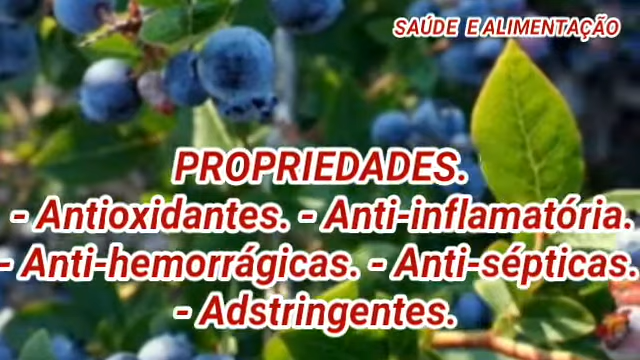 SAÚDE E ALIMENTAÇÃO
PROPRIEDADES.
- Antioxidantes. - Anti-inflamatória.
- Anti-hemorrágicas. - Anti-sépticas.
- Adstringentes.